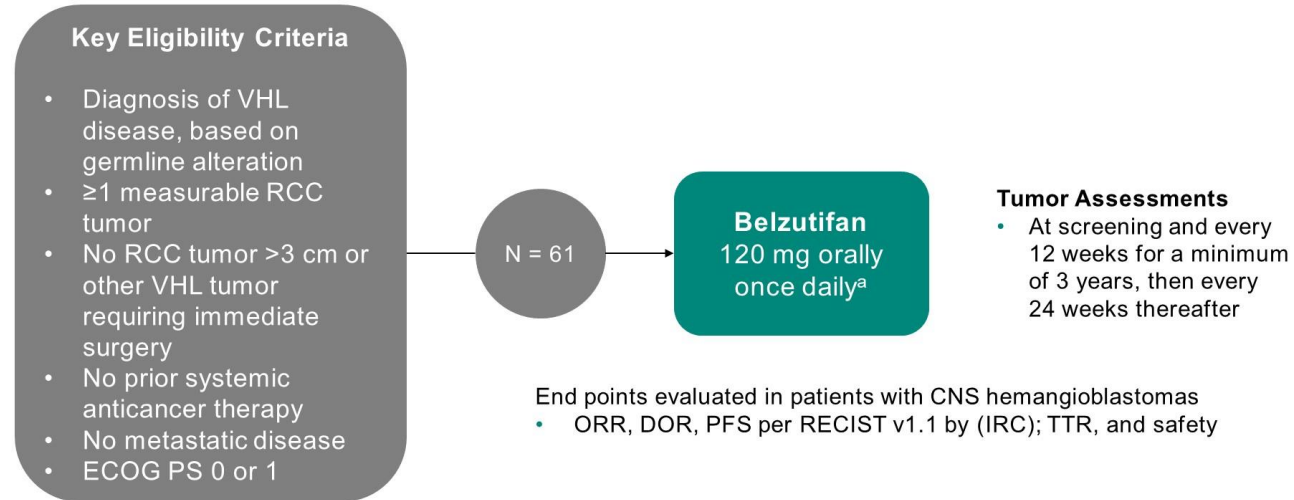 Key Eligibility Criteria
• Diagnosis of VHL
disease, based on
germline alteration
• ≥1 measurable RCC
tumor
• No RCC tumor >3 cm or
other VHL tumor
requiring immediate
surgery
• No prior systemic
anticancer therapy
• No metastatic disease
• ECOG PS 0 or 1
N = 61
Belzutifan
120 mg orally
once dailyᵃ
Tumor Assessments
• At screening and every
12 weeks for a minimum
of 3 years, then every
24 weeks thereafter
End points evaluated in patients with CNS hemangioblastomas
• ORR, DOR, PFS per RECIST v1.1 by (IRC); TTR, and safety